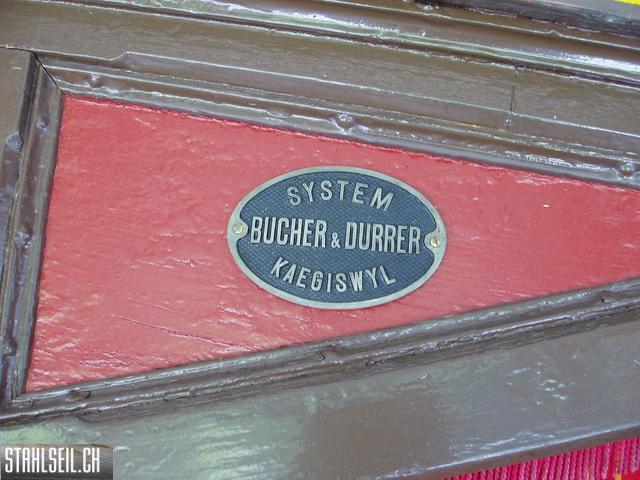 SYSTEM
BUCHER & DURRER
KAEGISWYL
STAHLSEIL.CH